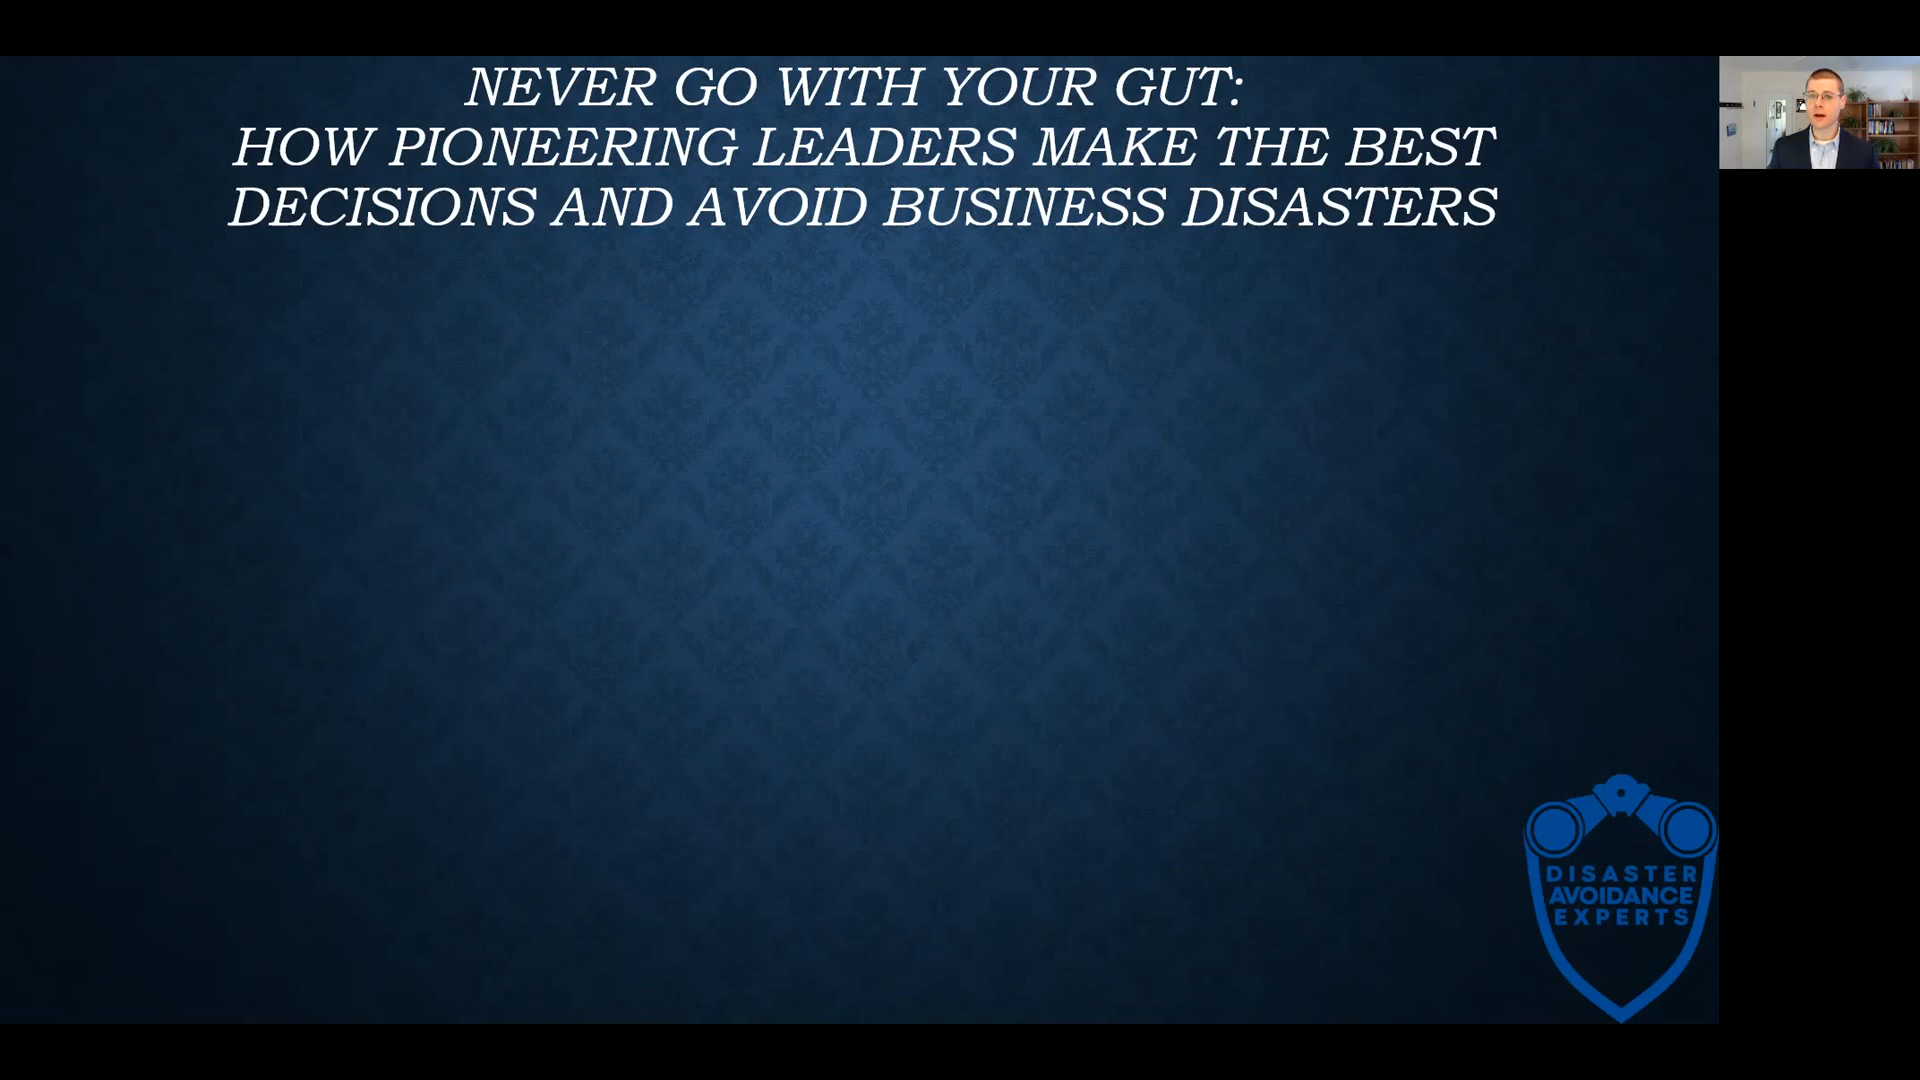 NEVER GO WITH YOUR GUT:
HOW PIONEERING LEADERS MAKE THE BEST
DECISIONS AND AVOID BUSINESS DISASTERS
DISASTER
AVOIDANCE
EXPERTS